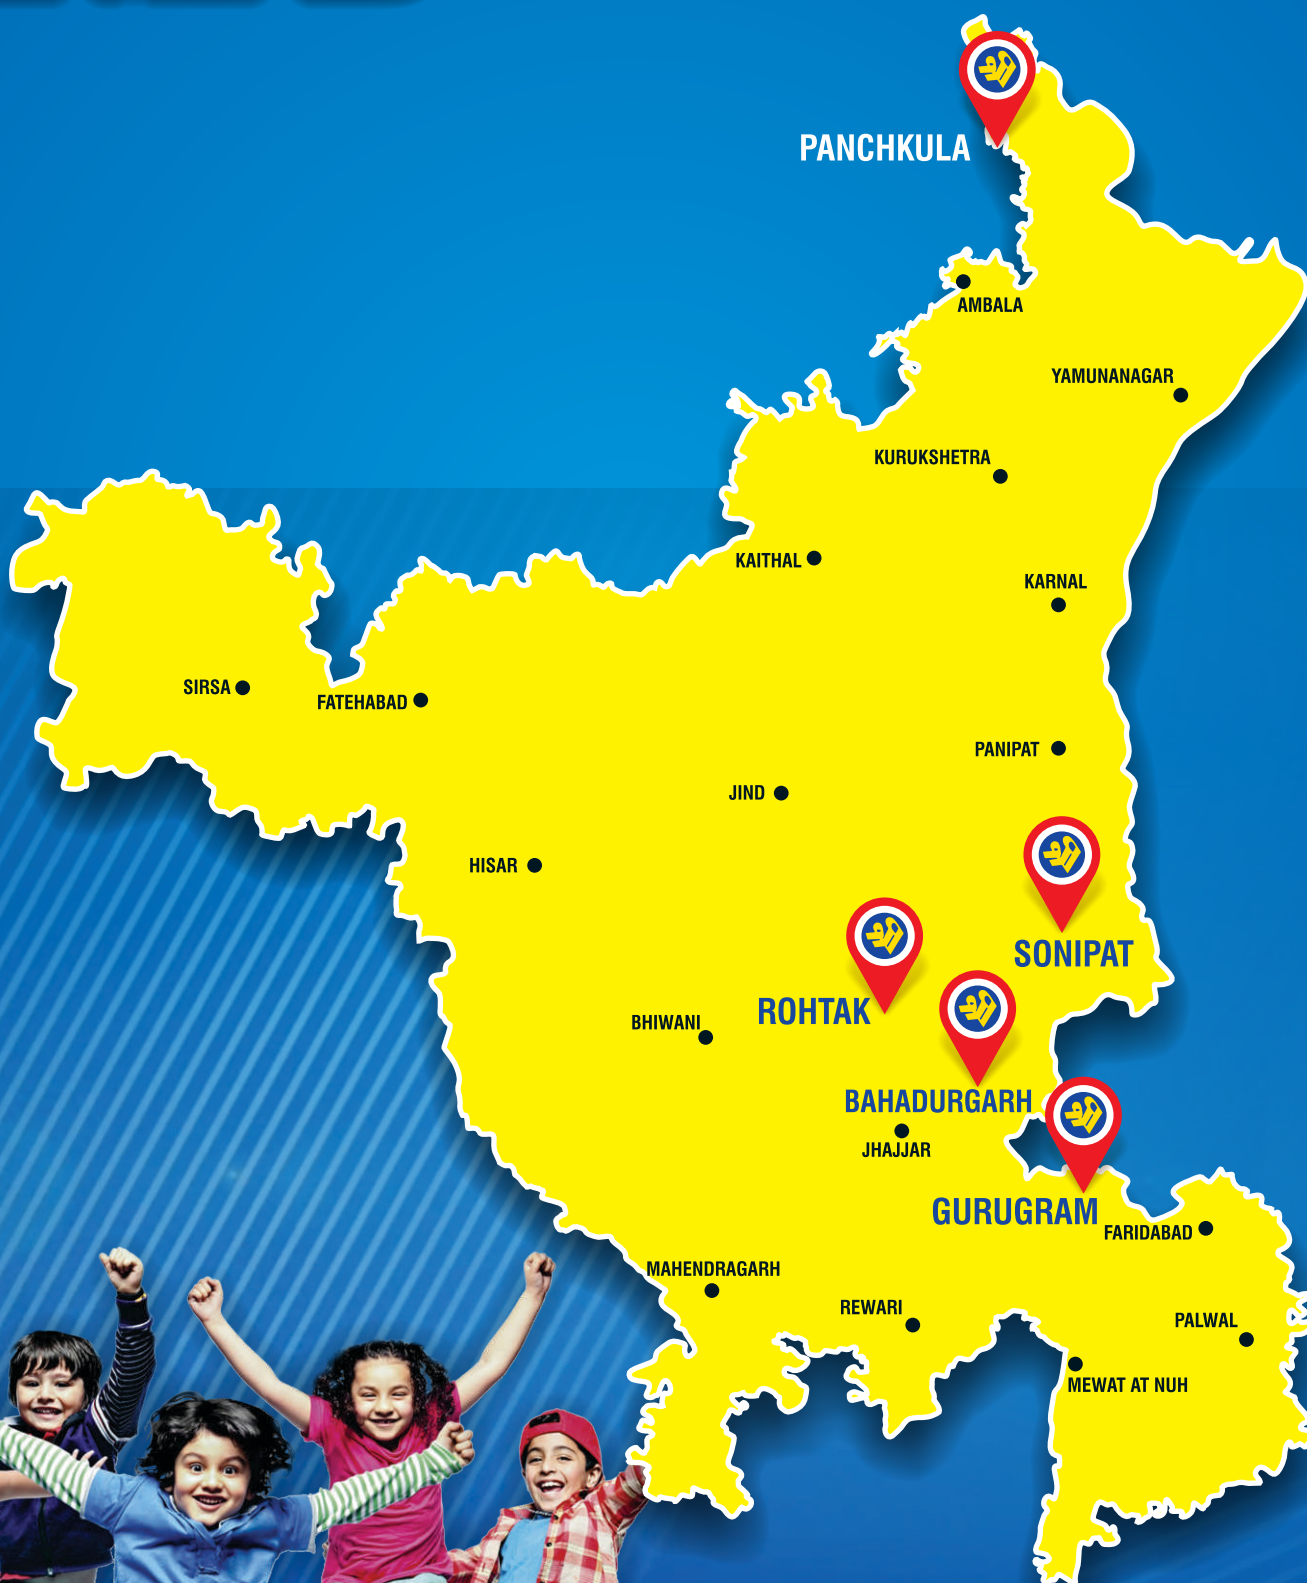 PANCHKULA
AMBALA
YAMUNANAGAR
KURUKSHETRA
KAITHAL
KARNAL
SIRSA
FATEHABAD
PANIPAT
JIND
HISAR
SONIPAT
ROHTAK
BHIWANI
BAHADURGARH
JHAJJAR
GURUGRAM
FARIDABAD
MAHENDRAGARH
REWARI
PALWAL
MEWAT AT NUH